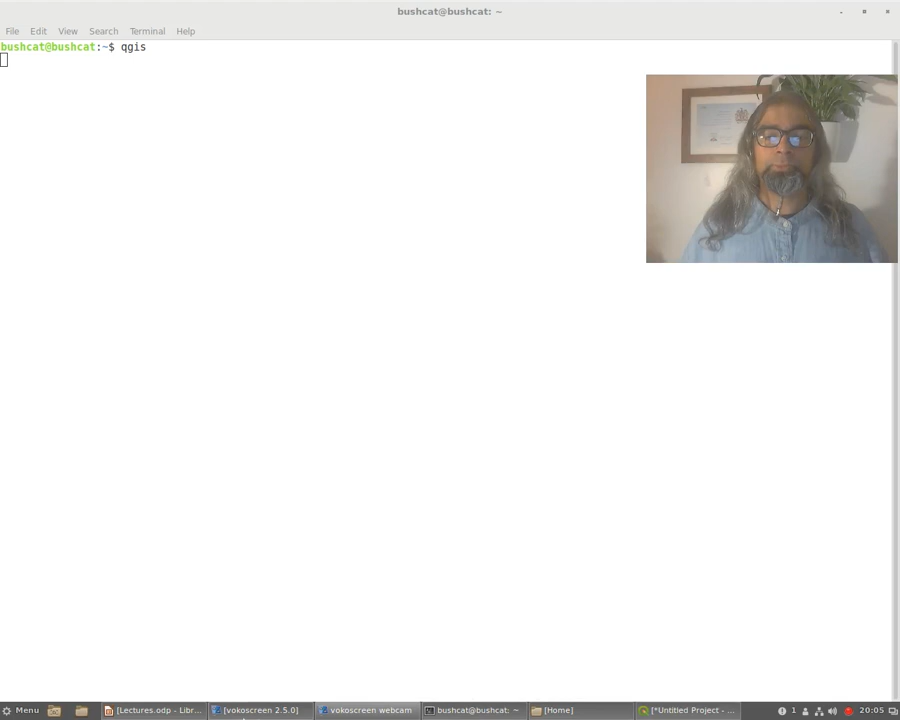 bushcat@bushcat: ~
File Edit View Search Terminal Help
bushcat@bushcat:~$ qgis
Menu [Lectures.odp - Libr... [vokoscreen 2.5.0] vokoscreen webcam bushcat@bushcat: ~ [Home] [*Untitled Project - ... 1 20:05